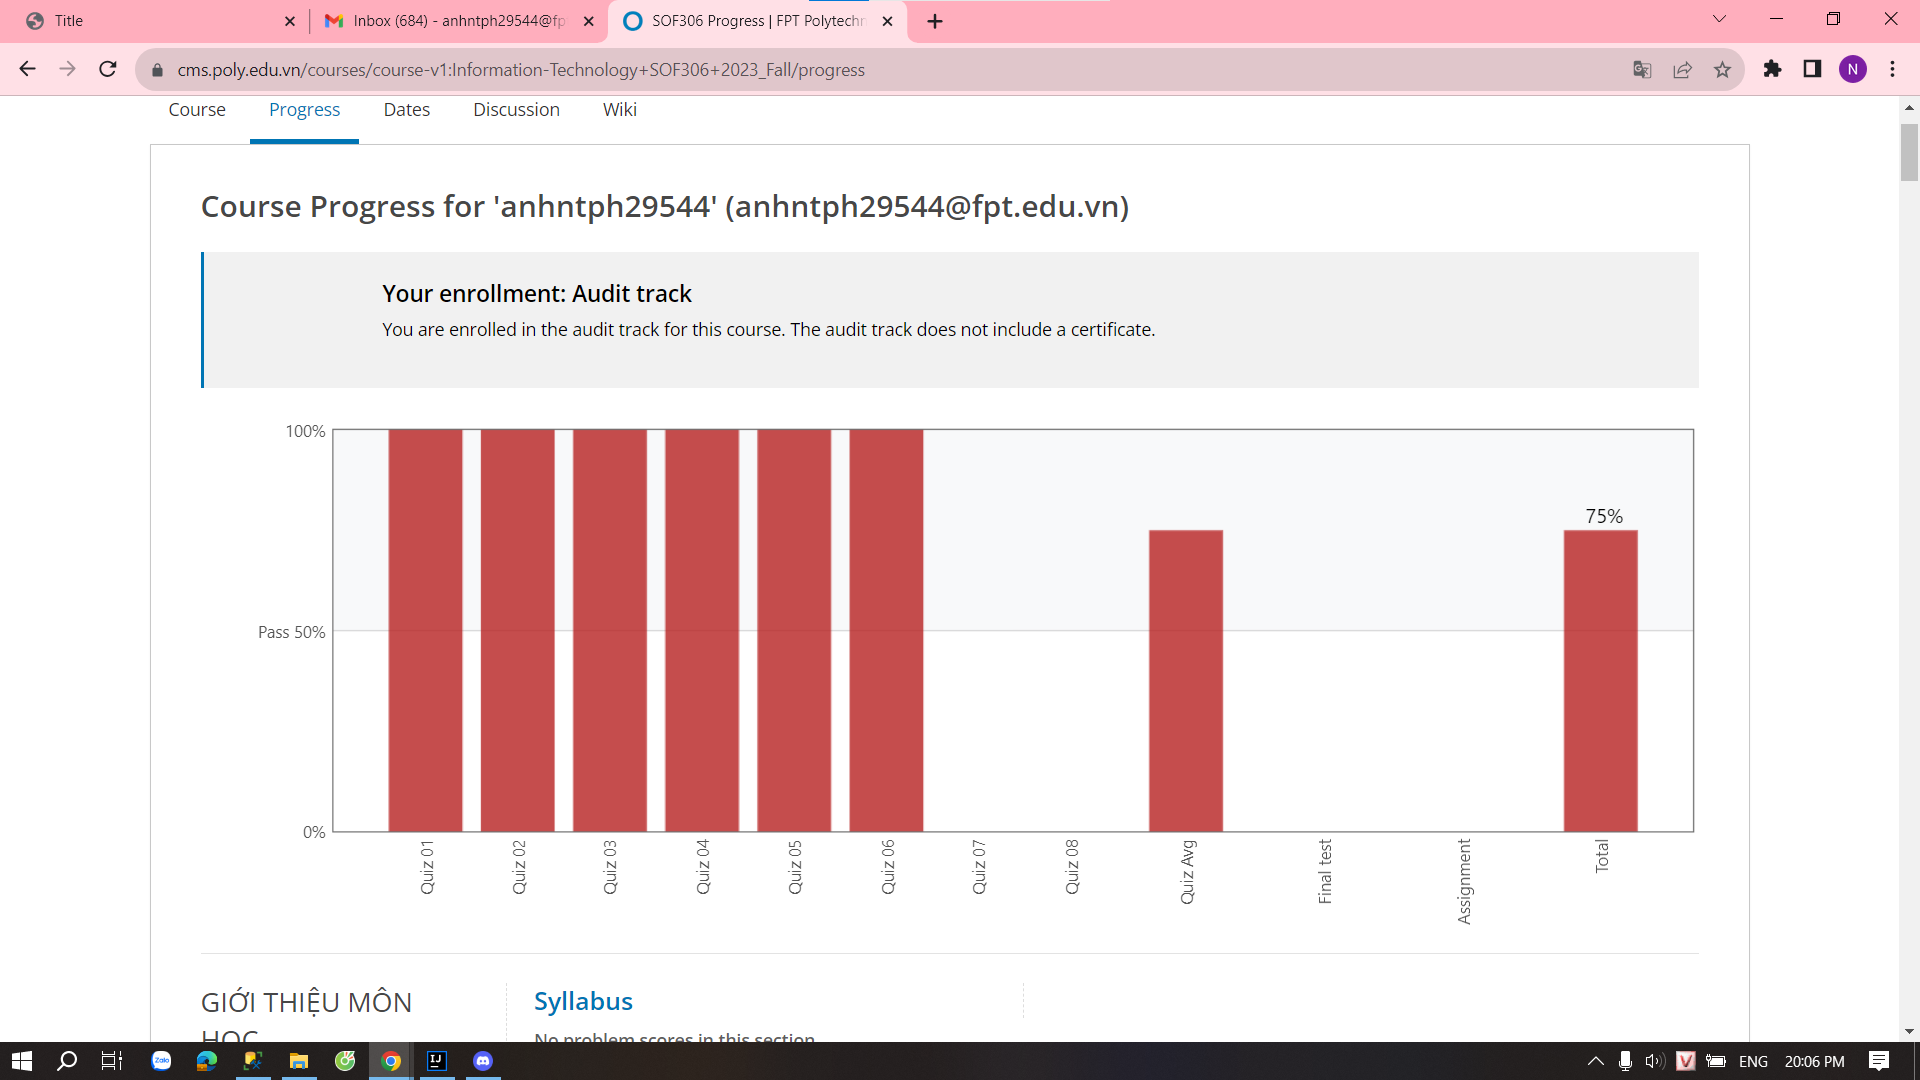 Title
Inbox (684) - anhntph29544@fp
SOF306 Progress | FPT Polytechn
cms.poly.edu.vn/courses/course-v1:Information-Technology+SOF306+2023_Fall/progress
N
Course
Progress
Dates
Discussion
Wiki
Course Progress for 'anhntph29544' (anhntph29544@fpt.edu.vn)
Your enrollment: Audit track
You are enrolled in the audit track for this course. The audit track does not include a certificate.
100%
Pass 50%
0%
75%
Quiz 01
Quiz 02
Quiz 03
Quiz 04
Quiz 05
Quiz 06
Quiz 07
Quiz 08
Quiz Avg
Final test
Assignment
Total
GIỚI THIỆU MÔN
HỌC
Syllabus
No problem scores in this section
Zalo
IJ
V
ENG
20:06 PM